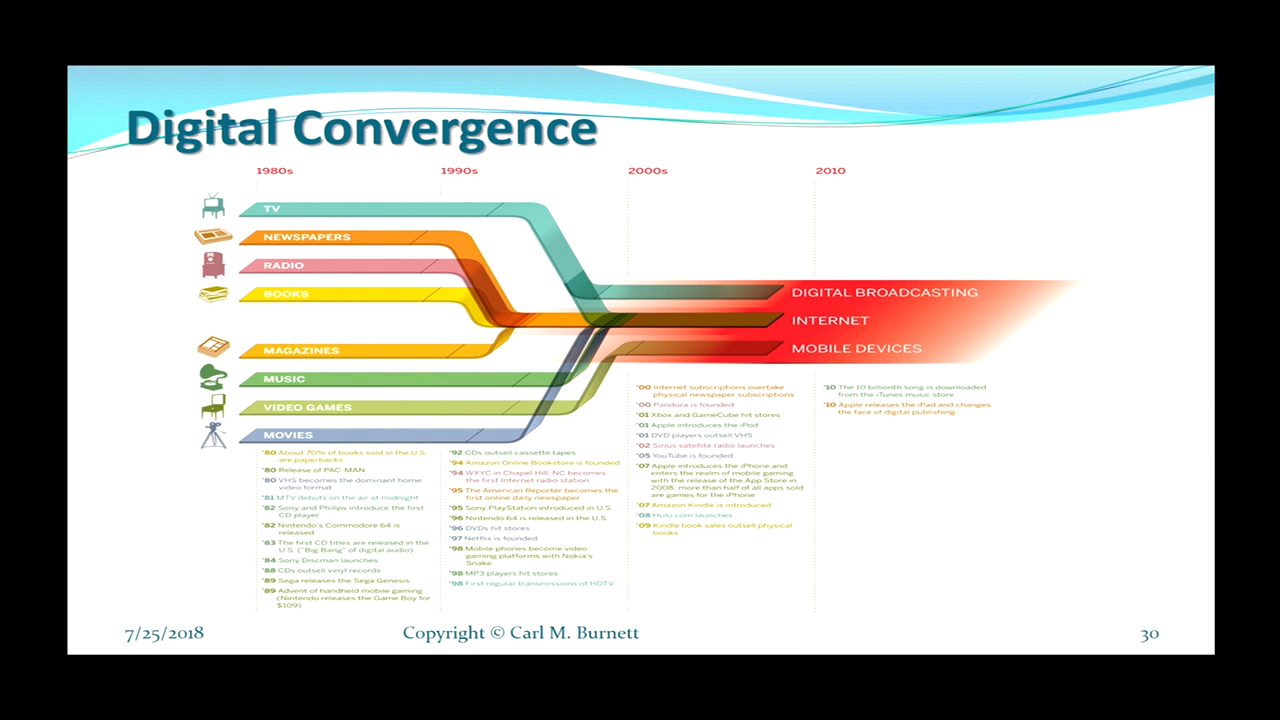 Digital Convergence
1980s
1990s
2000s
2010
TV
NEWSPAPERS
RADIO
BOOKS
MAGAZINES
MUSIC
VIDEO GAMES
MOVIES
DIGITAL BROADCASTING
INTERNET
MOBILE DEVICES
'80 About 70% of books sold in the U.S.
are paperbacks
'80 Release of PAC-MAN
'80 VHS becomes the dominant home
video format
'81 MTV debuts on the air at midnight
'82 Sony and Philips introduce the first
CD player
'82 Nintendo's Commodore 64 is
released
'83 The first CD titles are released in the
U.S. ("Big Bang" of digital audio)
'84 Sony Discman launches
'88 CDs outsell vinyl records
'89 Sega releases the Sega Genesis
'89 Advent of handheld mobile gaming
(Nintendo releases the Game Boy for
$109)
'92 CDs outsell cassette tapes
'94 Amazon Online Bookstore is founded
'94 WXYC in Chapel Hill, NC becomes
the first Internet radio station
'95 The American Reporter becomes the
first online daily newspaper
'95 Sony PlayStation introduced in U.S.
'96 Nintendo 64 is released in the U.S.
'96 DVDs hit stores
'97 Netflix is founded
'98 Mobile phones become video-
gaming platforms with Nokia's
Snake
'98 MP3 players hit stores
'98 First regular transmissions of HDTV
'00 Internet subscriptions overtake
physical newspaper subscriptions
'00 Pandora is founded
'01 Xbox and GameCube hit stores
'01 Apple introduces the iPod
'01 DVD players outsell VHS
'02 Sirius satellite radio launches
'05 YouTube is founded
'07 Apple introduces the iPhone and
enters the realm of mobile gaming
with the release of the App Store in
2008; more than half of all apps sold
are games for the iPhone
'07 Amazon Kindle is introduced
'08 Hulu.com launches
'09 Kindle book sales outsell physical
books
'10 The 10 billionth song is downloaded
from the iTunes music store
'10 Apple releases the iPad and changes
the face of digital publishing
7/25/2018
Copyright © Carl M. Burnett
30